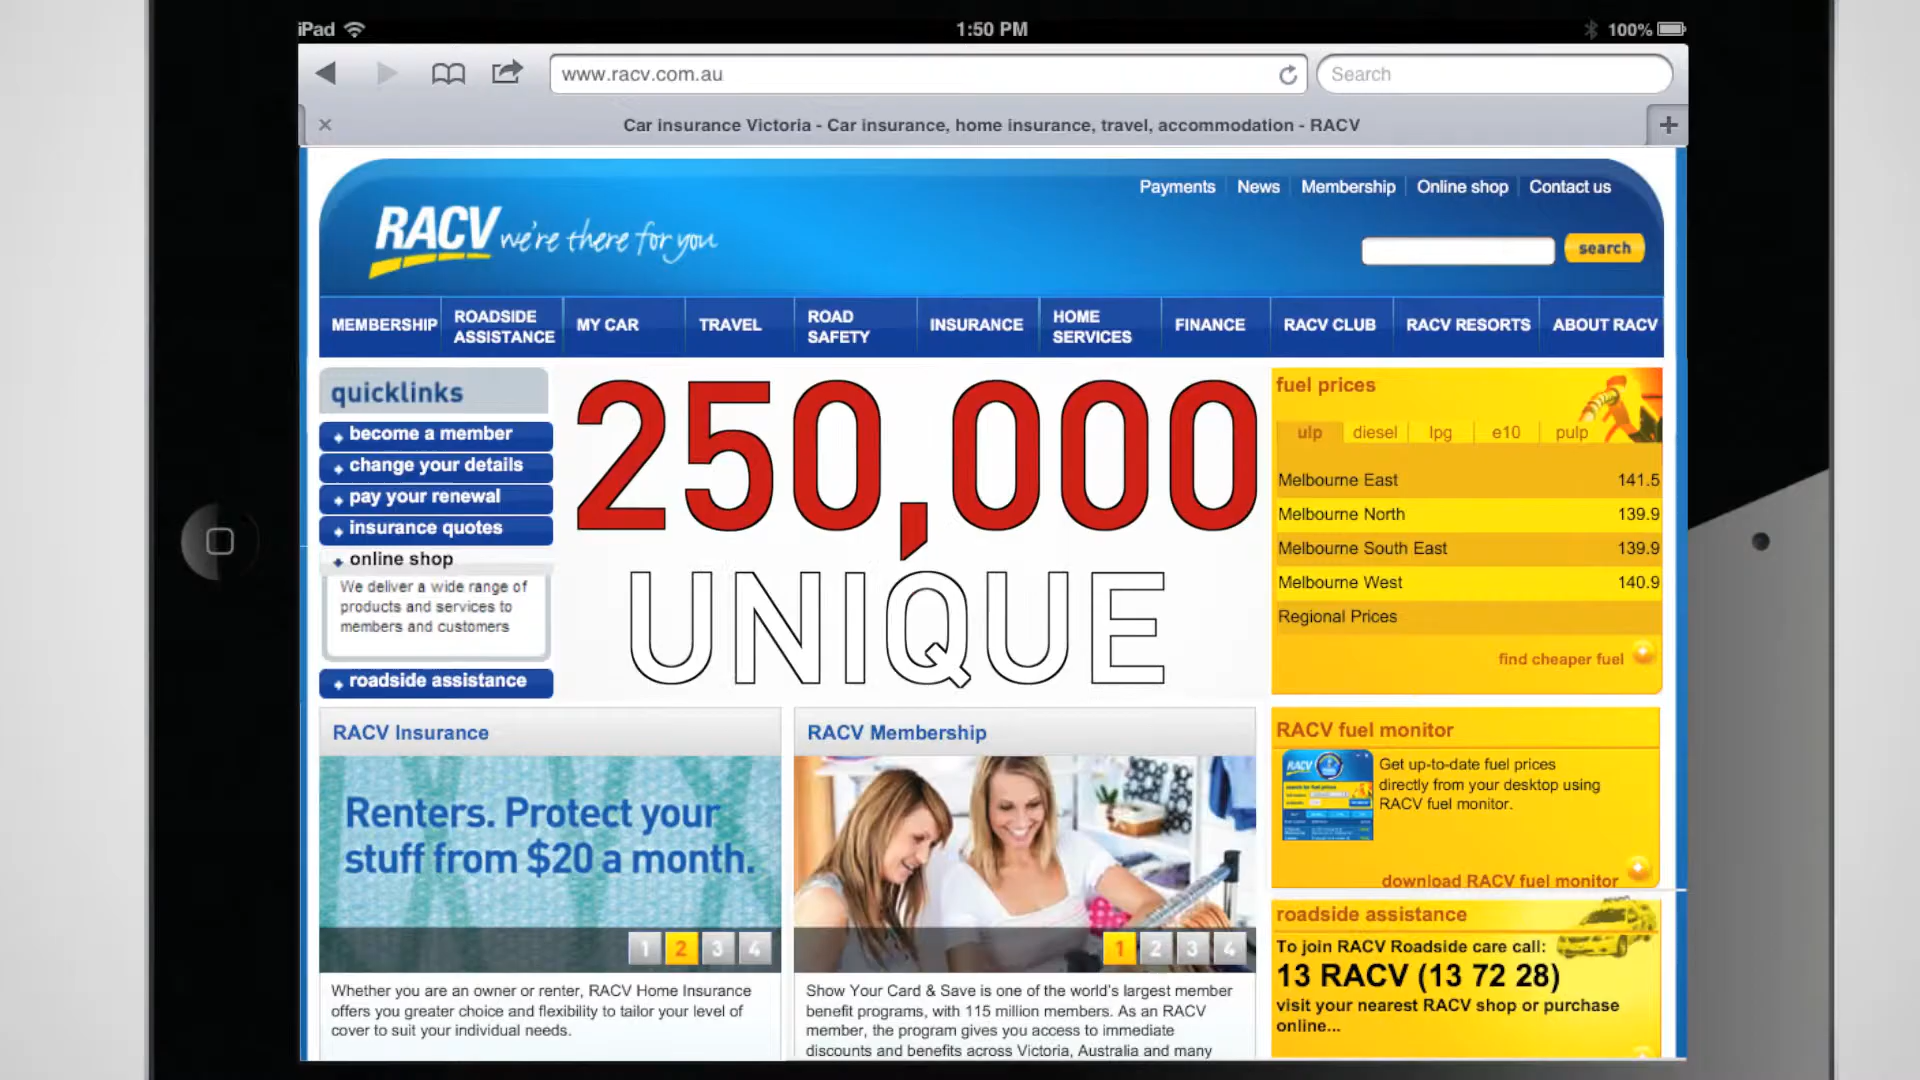 iPad
1:50 PM
100%
www.racv.com.au
Search
Car insurance Victoria - Car insurance, home insurance, travel, accommodation - RACV
Payments News Membership Online shop Contact us
RACV we're there for you
search
MEMBERSHIP
ROADSIDE
ASSISTANCE
MY CAR
TRAVEL
ROAD
SAFETY
INSURANCE
HOME
SERVICES
FINANCE
RACV CLUB
RACV RESORTS
ABOUT RACV
quicklinks
become a member
change your details
pay your renewal
insurance quotes
online shop
We deliver a wide range of
products and services to
members and customers
roadside assistance
250,000
UNIQUE
fuel prices
ulp diesel lpg e10 pulp
Melbourne East 141.5
Melbourne North 139.9
Melbourne South East 139.9
Melbourne West 140.9
Regional Prices
find cheaper fuel
RACV Insurance
Renters. Protect your
stuff from $20 a month.
1 2 3 4
Whether you are an owner or renter, RACV Home Insurance
offers you greater choice and flexibility to tailor your level of
cover to suit your individual needs.
RACV Membership
1 2 3 4
Show Your Card & Save is one of the world's largest member
benefit programs, with 115 million members. As an RACV
member, the program gives you access to immediate
discounts and benefits across Victoria, Australia and many
RACV fuel monitor
RACV
Get up-to-date fuel prices
directly from your desktop using
RACV fuel monitor.
download RACV fuel monitor
roadside assistance
To join RACV Roadside care call:
13 RACV (13 72 28)
visit your nearest RACV shop or purchase
online...